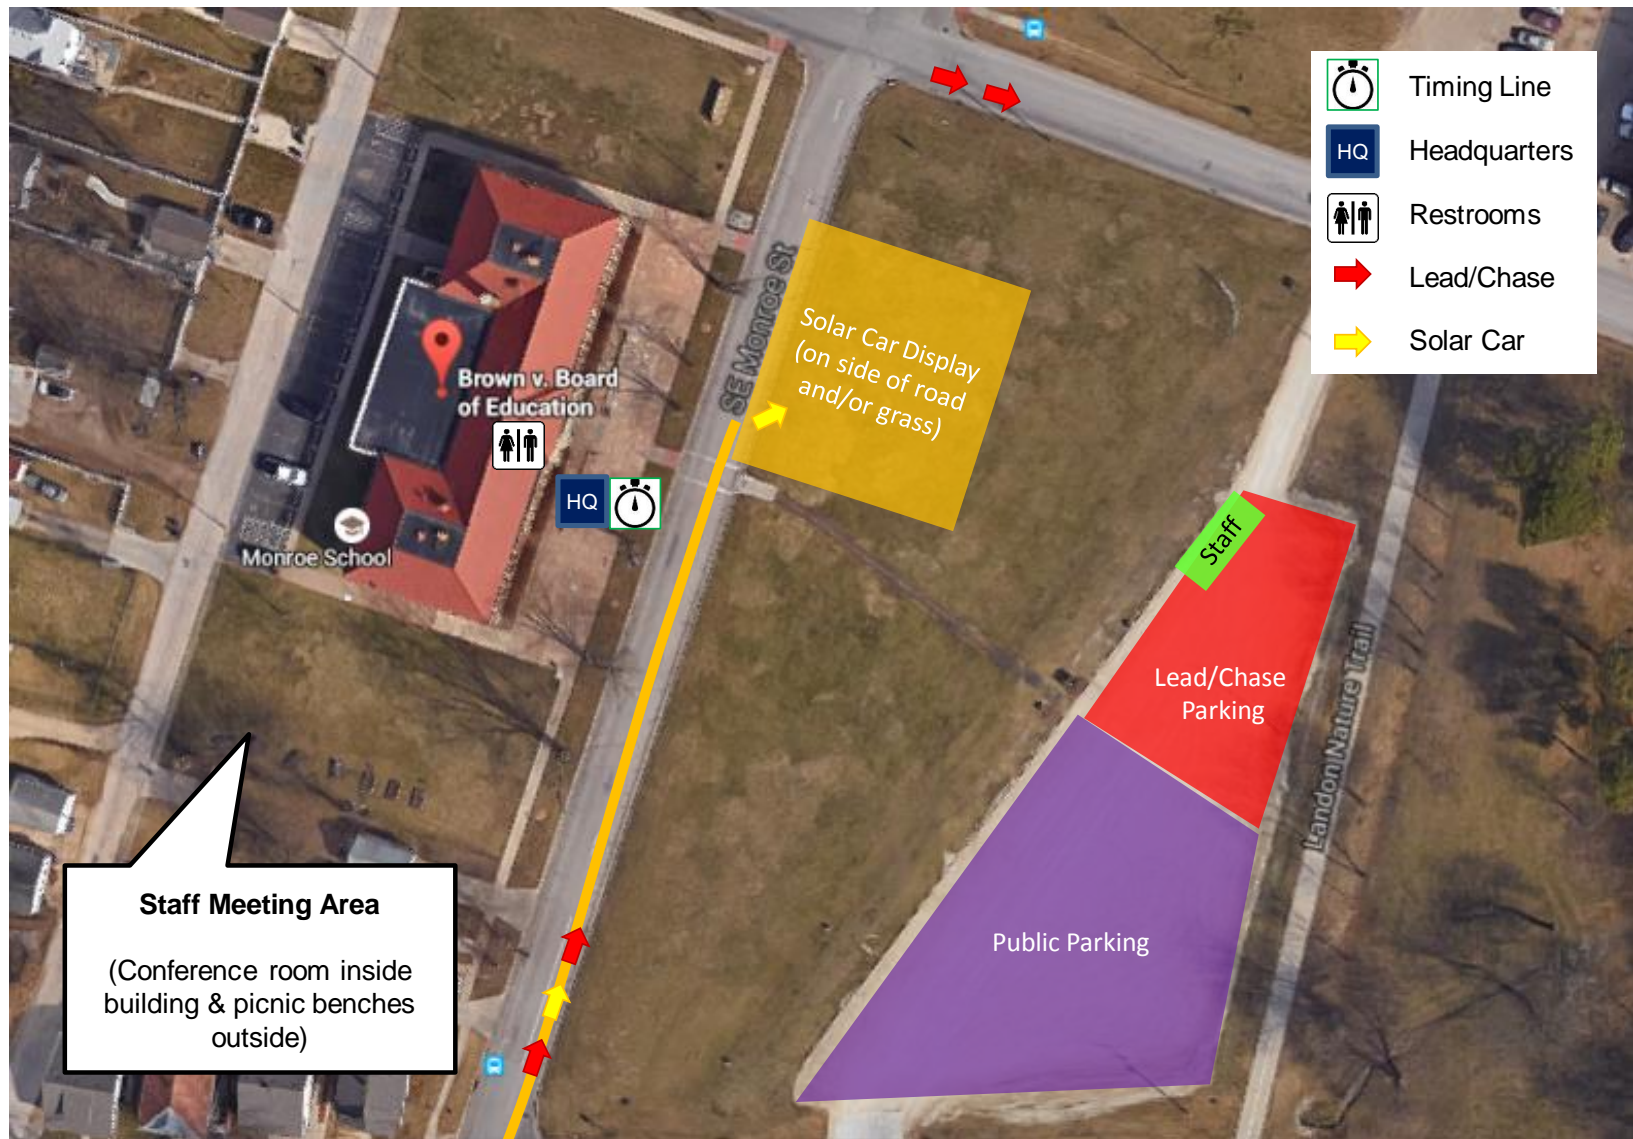 Timing Line
HQ
Headquarters
Restrooms
Lead/Chase
Solar Car
SE Monroe St
Solar Car Display
(on side of road
and/or grass)
Brown v. Board
of Education
HQ
Monroe School
Staff
Lead/Chase
Parking
Landon Nature Trail
Public Parking
Staff Meeting Area
(Conference room inside
building & picnic benches
outside)